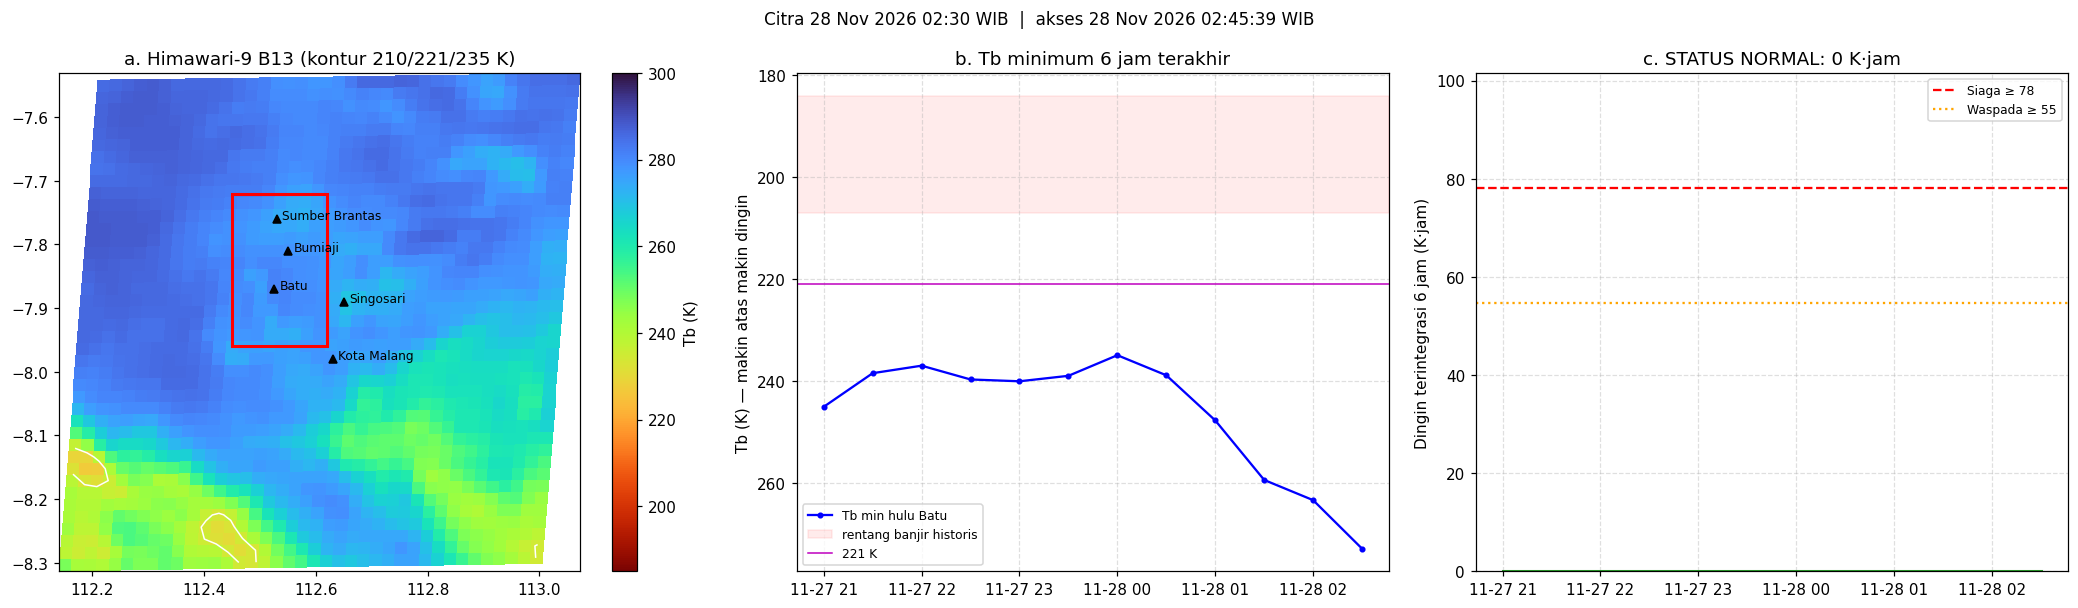 Citra 28 Nov 2026 02:30 WIB  |  akses 28 Nov 2026 02:45:39 WIB
a. Himawari-9 B13 (kontur 210/221/235 K)
−7.6
−7.7
−7.8
−7.9
−8.0
−8.1
−8.2
−8.3
112.2
112.4
112.6
112.8
113.0
Sumber Brantas
Bumiaji
Batu
Singosari
Kota Malang
300
280
260
240
220
200
Tb (K)
b. Tb minimum 6 jam terakhir
Tb (K) — makin atas makin dingin
180
200
220
240
260
11-27 21
11-27 22
11-27 23
11-28 00
11-28 01
11-28 02
Tb min hulu Batu
rentang banjir historis
221 K
c. STATUS NORMAL: 0 K·jam
Dingin terintegrasi 6 jam (K·jam)
100
80
60
40
20
0
11-27 21
11-27 22
11-27 23
11-28 00
11-28 01
11-28 02
Siaga ≥ 78
Waspada ≥ 55